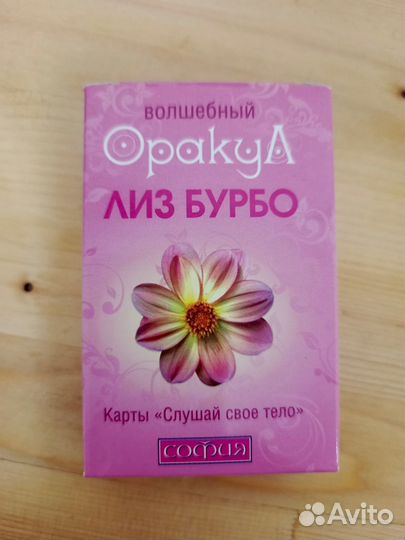 волшебный
Оракул
ЛИЗ БУРБО
Карты «Слушай свое тело»
СОФИЯ
Avito